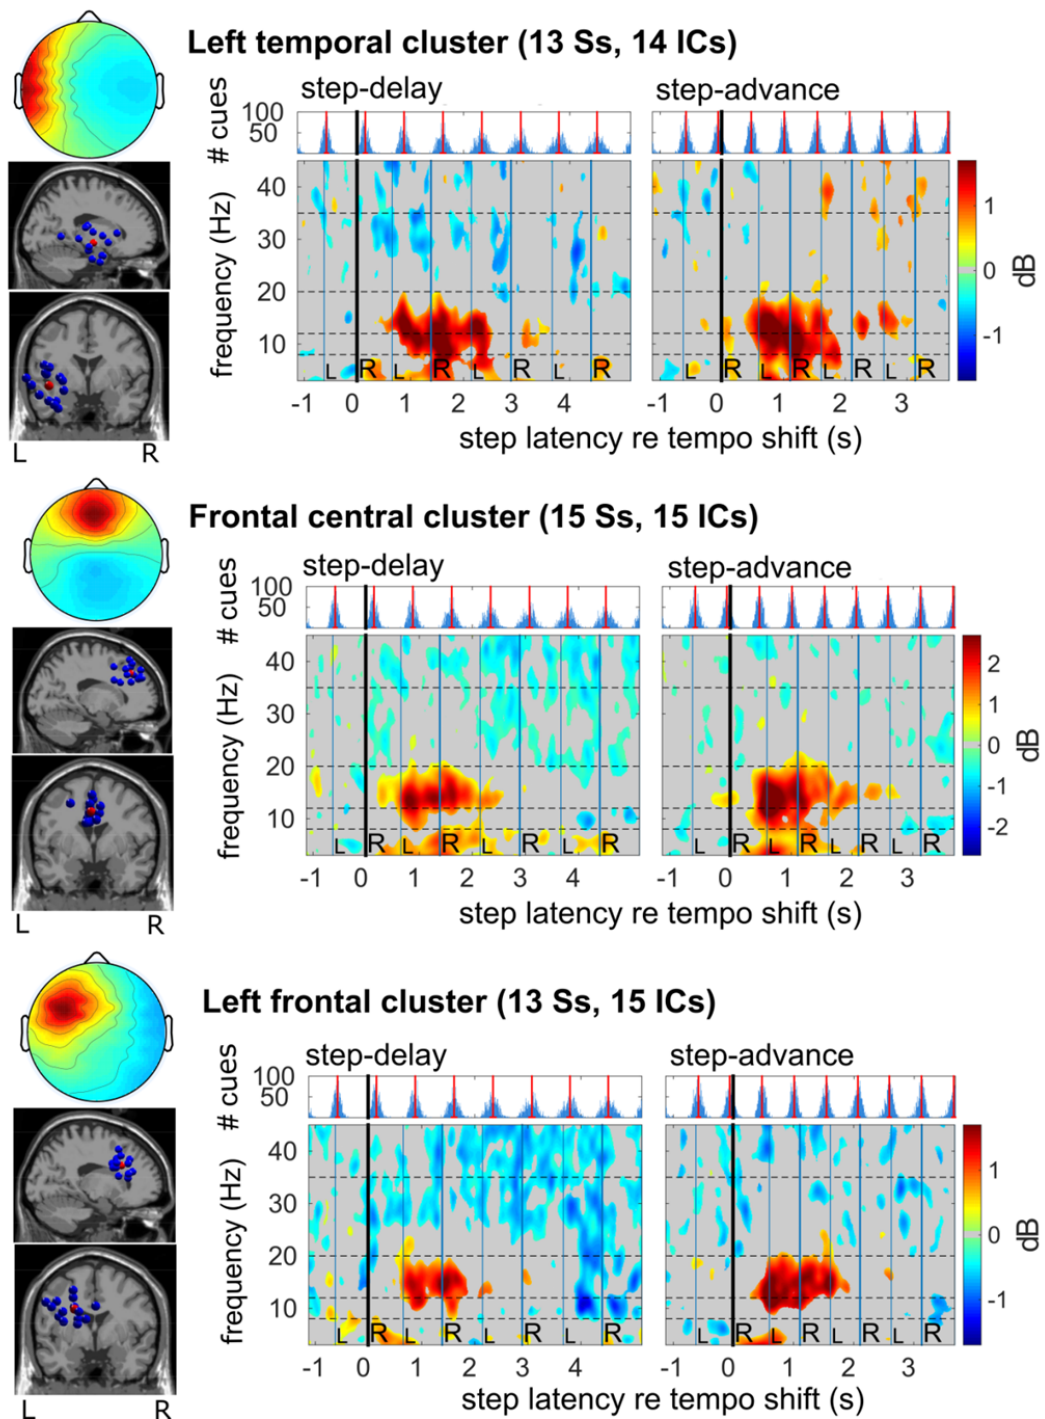 Left temporal cluster (13 Ss, 14 ICs)
step-delay
step-advance
# cues
100
50
frequency (Hz)
40
30
20
10
L R L R L R L R
L R L R L R L R
1
0
-1
dB
-1 0 1 2 3 4
-1 0 1 2 3
step latency re tempo shift (s)
L R
Frontal central cluster (15 Ss, 15 ICs)
step-delay
step-advance
# cues
100
50
frequency (Hz)
40
30
20
10
L R L R L R L R
L R L R L R L R
2
1
0
-1
-2
dB
-1 0 1 2 3 4
-1 0 1 2 3
step latency re tempo shift (s)
L R
Left frontal cluster (13 Ss, 15 ICs)
step-delay
step-advance
# cues
100
50
frequency (Hz)
40
30
20
10
L R L R L R L R
L R L R L R L R
1
0
-1
dB
-1 0 1 2 3 4
-1 0 1 2 3
step latency re tempo shift (s)
L R